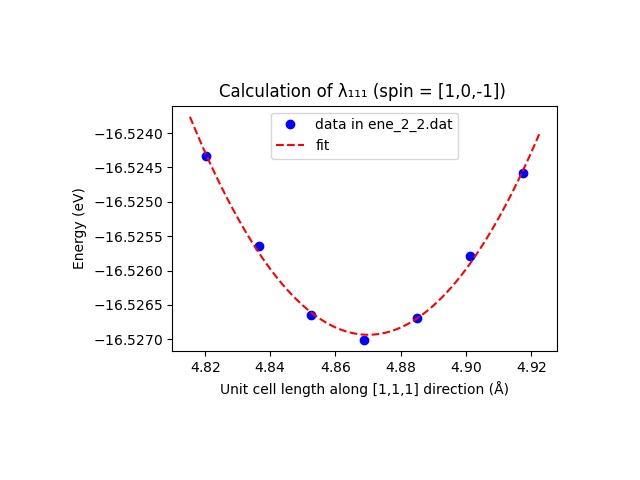 Calculation of λ₁₁₁ (spin = [1,0,-1])
data in ene_2_2.dat
fit
Energy (eV)
−16.5240
−16.5245
−16.5250
−16.5255
−16.5260
−16.5265
−16.5270
4.82 4.84 4.86 4.88 4.90 4.92
Unit cell length along [1,1,1] direction (Å)